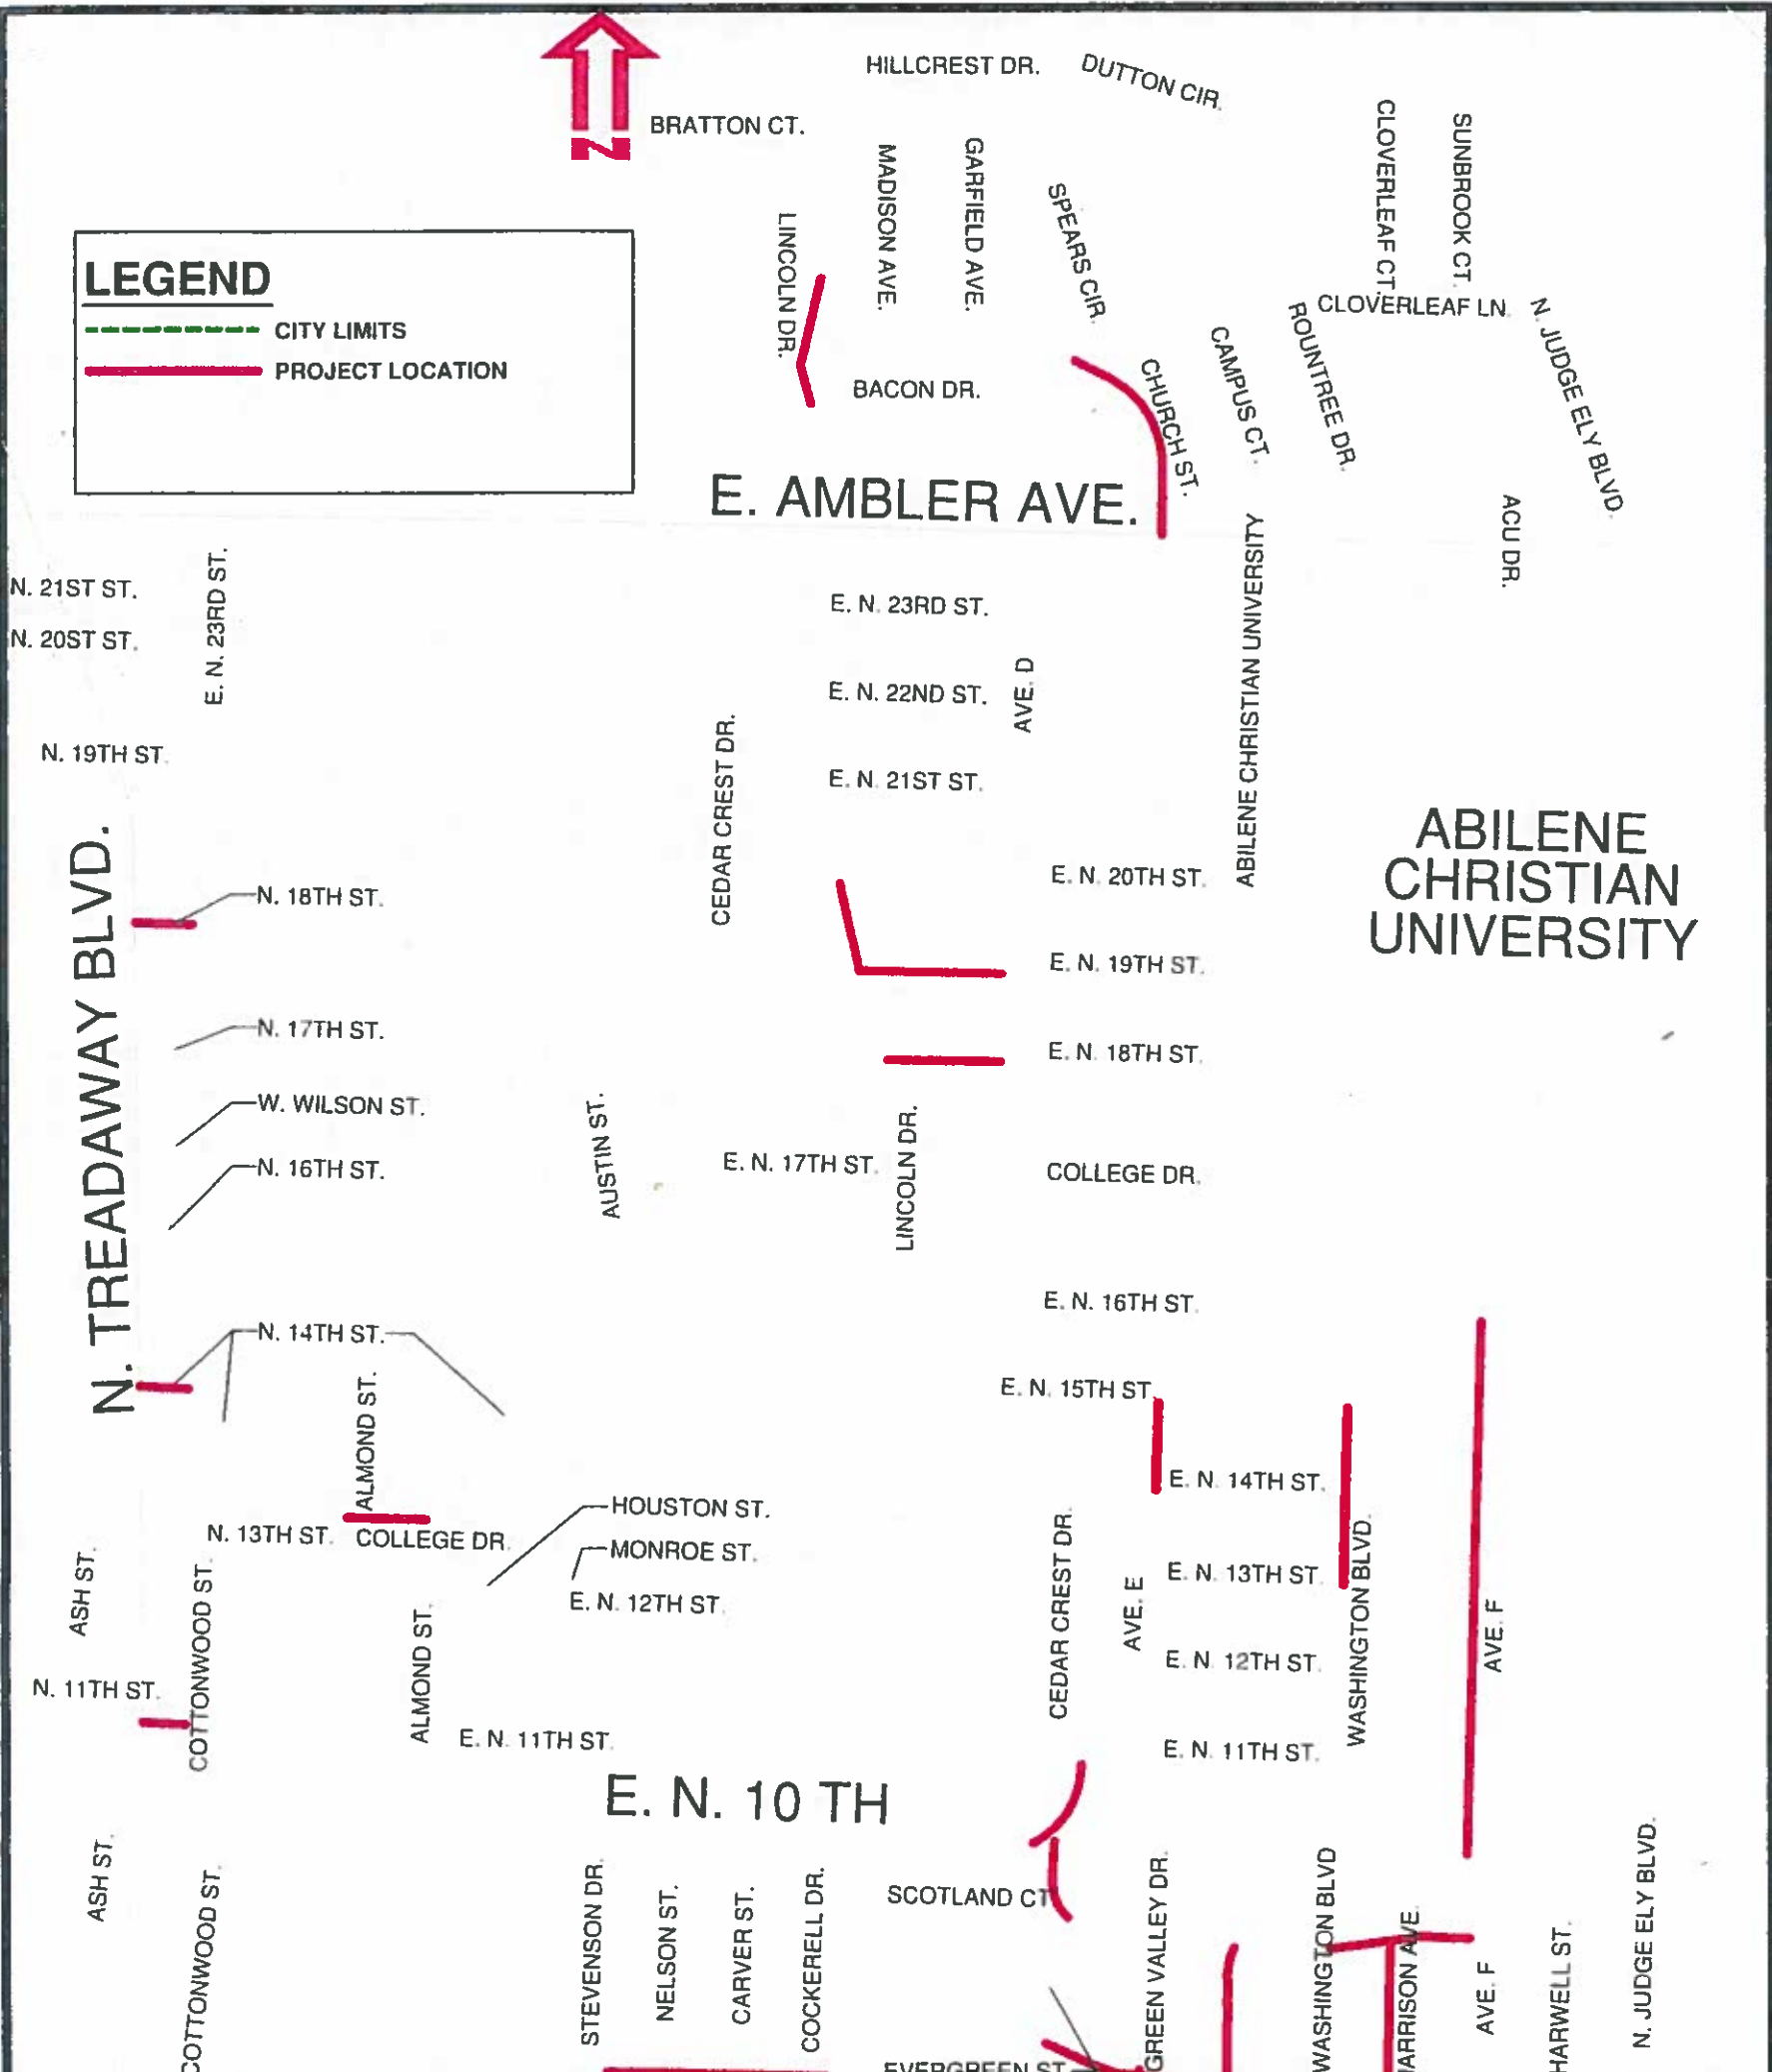 HILLCREST DR.
DUTTON CIR.
BRATTON CT.
N
MADISON AVE.
GARFIELD AVE.
SPEARS CIR.
CLOVERLEAF CT.
SUNBROOK CT.
LINCOLN DR.
LEGEND
CITY LIMITS
PROJECT LOCATION
CLOVERLEAF LN.
ROUNTREE DR.
N. JUDGE ELY BLVD.
CAMPUS CT.
CHURCH ST.
BACON DR.
E. AMBLER AVE.
ACU DR.
N. 21ST ST.
E. N. 23RD ST.
N. 20ST ST.
E. N. 23RD ST.
ABILENE CHRISTIAN UNIVERSITY
E. N. 22ND ST.
AVE. D
N. 19TH ST.
CEDAR CREST DR.
E. N. 21ST ST.
ABILENE
CHRISTIAN
UNIVERSITY
N. TREADAWAY BLVD.
N. 18TH ST.
E. N. 20TH ST.
E. N. 19TH ST.
N. 17TH ST.
E. N. 18TH ST.
W. WILSON ST.
N. 16TH ST.
AUSTIN ST.
E. N. 17TH ST.
LINCOLN DR.
COLLEGE DR.
E. N. 16TH ST.
N. 14TH ST.
ALMOND ST.
E. N. 15TH ST.
E. N. 14TH ST.
HOUSTON ST.
N. 13TH ST.
COLLEGE DR.
MONROE ST.
E. N. 12TH ST.
ASH ST.
COTTONWOOD ST.
ALMOND ST.
CEDAR CREST DR.
AVE. E
E. N. 13TH ST.
WASHINGTON BLVD.
AVE. F
E. N. 12TH ST.
N. 11TH ST.
E. N. 11TH ST.
E. N. 11TH ST.
E. N. 10 TH
ASH ST.
COTTONWOOD ST.
STEVENSON DR.
NELSON ST.
CARVER ST.
COCKERELL DR.
SCOTLAND CT.
GREEN VALLEY DR.
WASHINGTON BLVD
HARRISON AVE.
AVE. F
HARWELL ST.
N. JUDGE ELY BLVD.
EVERGREEN ST.